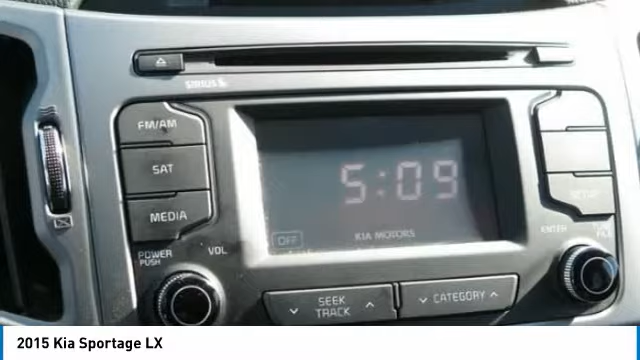 SIRIUS
FM/AM
SAT
MEDIA
5:09
OFF
KIA MOTORS
SETUP
POWER
PUSH
VOL
ENTER
SEEK
TRACK
CATEGORY
2015 Kia Sportage LX